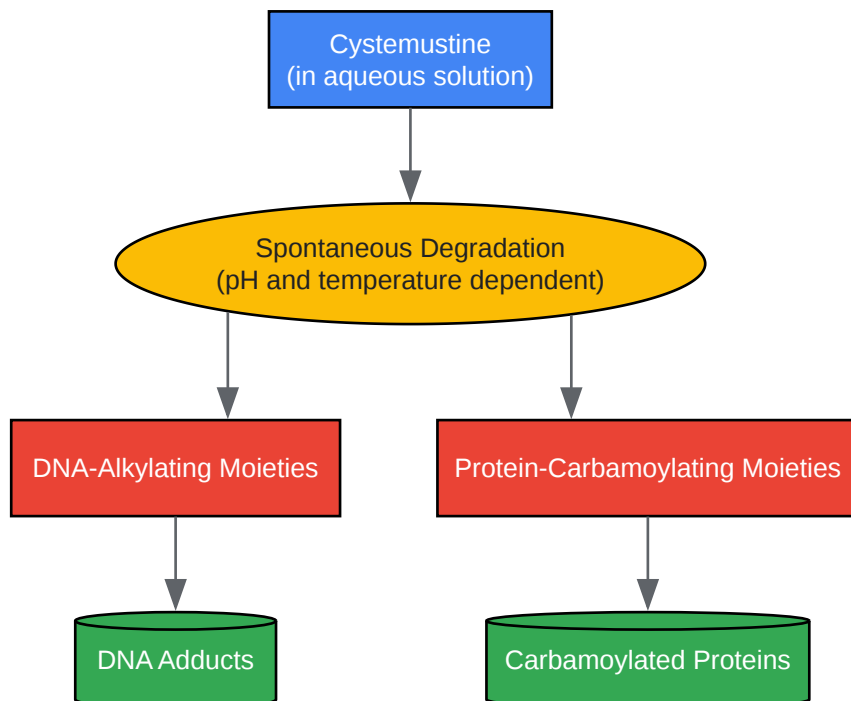 Cystemustine
(in aqueous solution)
Spontaneous Degradation
(pH and temperature dependent)
DNA-Alkylating Moieties
Protein-Carbamoylating Moieties
DNA Adducts
Carbamoylated Proteins